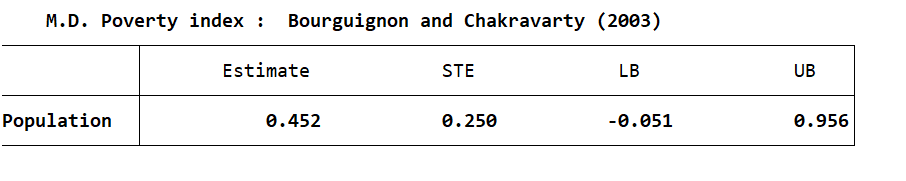 M.D. Poverty index : Bourguignon and Chakravarty (2003)
Estimate STE LB UB
Population 0.452 0.250 -0.051 0.956